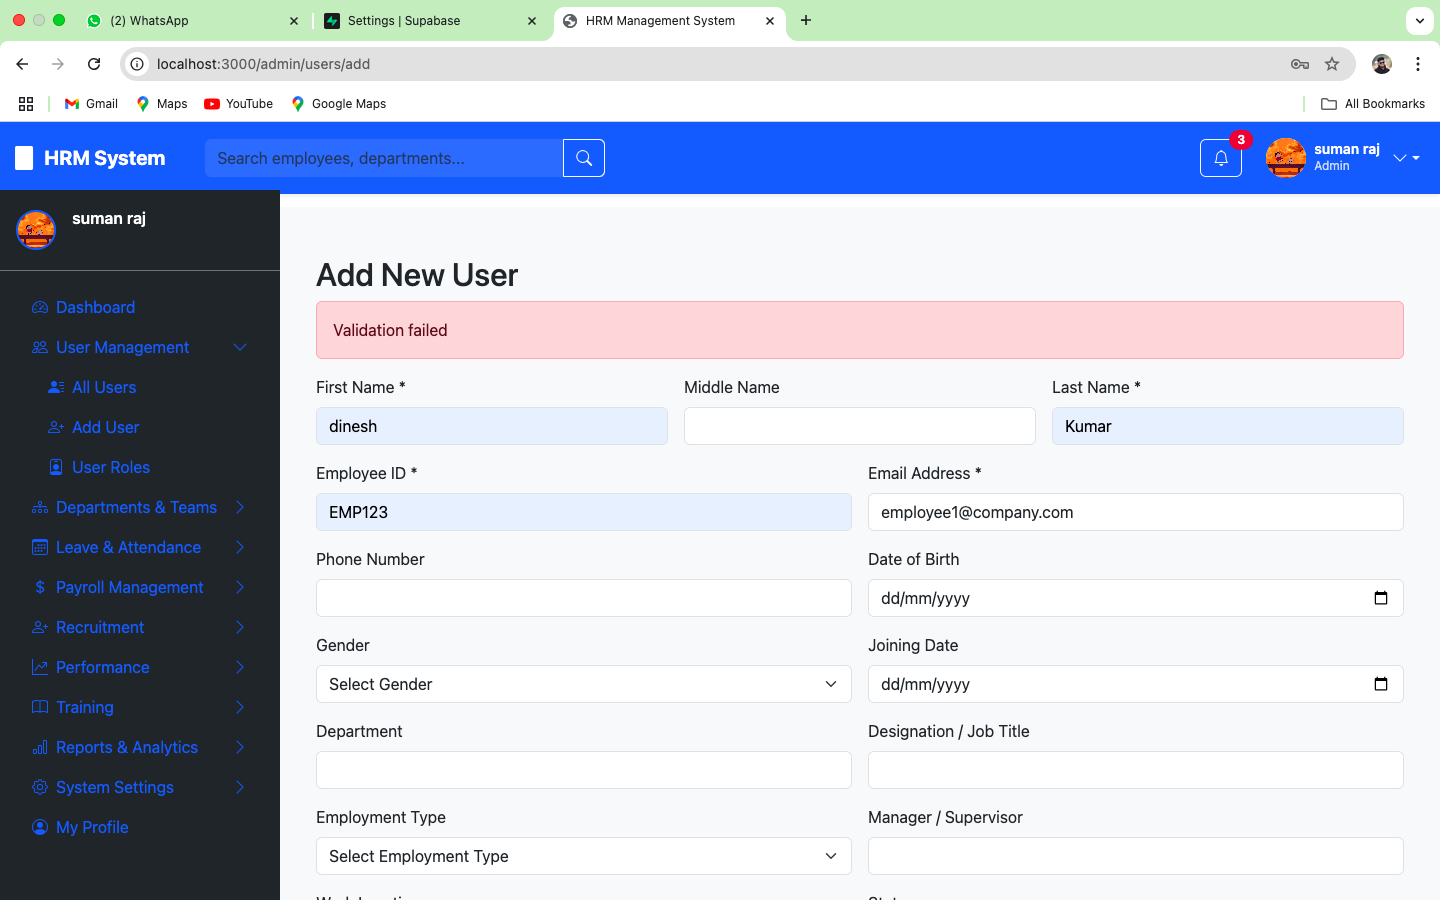 (2) WhatsApp
Settings | Supabase
HRM Management System
localhost:3000/admin/users/add
Gmail
Maps
YouTube
Google Maps
All Bookmarks
HRM System
Search employees, departments...
3
suman raj
Admin
suman raj
Dashboard
User Management
All Users
Add User
User Roles
Departments & Teams
Leave & Attendance
Payroll Management
Recruitment
Performance
Training
Reports & Analytics
System Settings
My Profile
Add New User
Validation failed
First Name *
Middle Name
Last Name *
dinesh
Kumar
Employee ID *
Email Address *
EMP123
employee1@company.com
Phone Number
Date of Birth
dd/mm/yyyy
Gender
Joining Date
Select Gender
dd/mm/yyyy
Department
Designation / Job Title
Employment Type
Manager / Supervisor
Select Employment Type